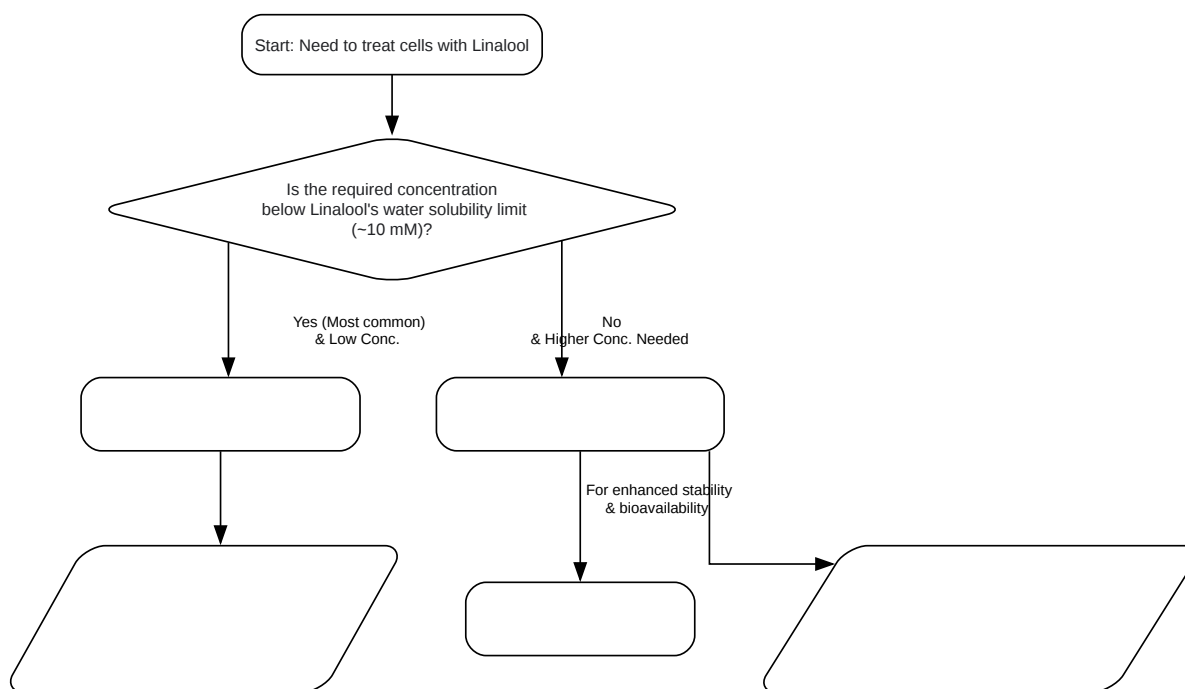 Start: Need to treat cells with Linalool
Is the required concentration
below Linalool's water solubility limit
(~10 mM)?
Yes (Most common)
& Low Conc.
No
& Higher Conc. Needed
For enhanced stability
& bioavailability